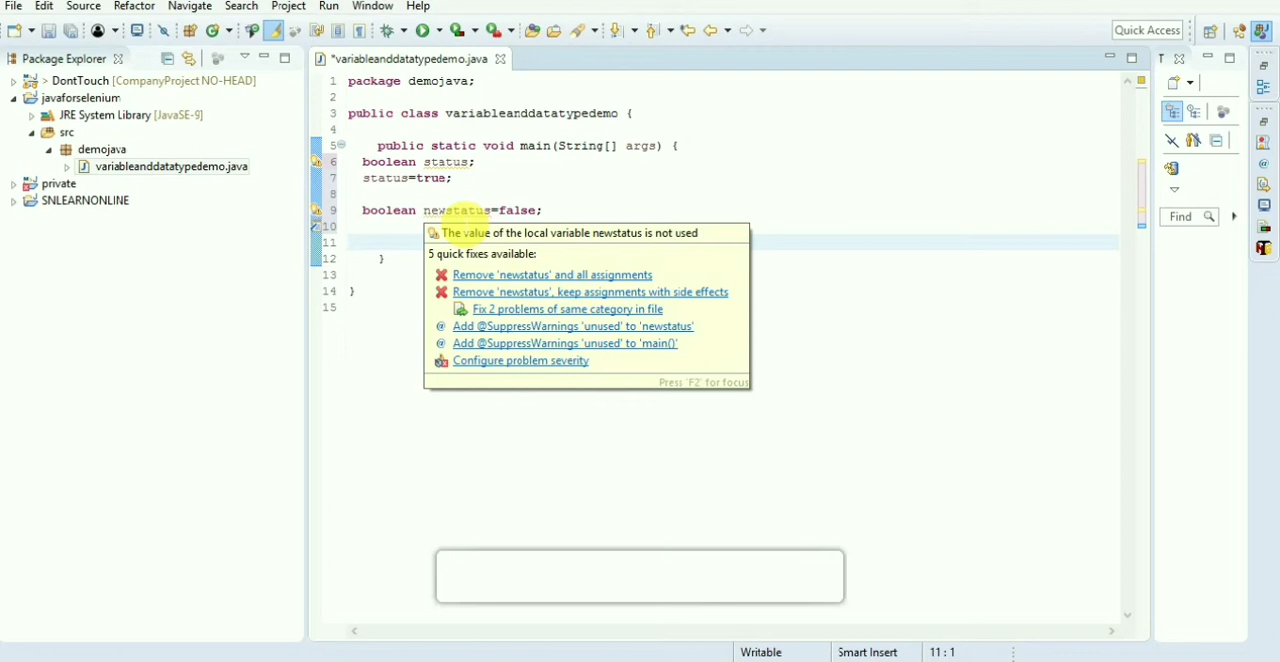 File Edit Source Refactor Navigate Search Project Run Window Help
Quick Access
Package Explorer
> DontTouch [CompanyProject NO-HEAD]
javaforselenium
JRE System Library [JavaSE-9]
src
demojava
variableanddatatypedemo.java
private
SNLEARNONLINE
*variableanddatatypedemo.java
1 package demojava;
2
3 public class variableanddatatypedemo {
4
5 public static void main(String[] args) {
6 boolean status;
7 status=true;
8
9 boolean newstatus=false;
10
11
12 }
13
14 }
15
The value of the local variable newstatus is not used
5 quick fixes available:
Remove 'newstatus' and all assignments
Remove 'newstatus', keep assignments with side effects
Fix 2 problems of same category in file
Add @SuppressWarnings 'unused' to 'newstatus'
Add @SuppressWarnings 'unused' to 'main()'
Configure problem severity
Press 'F2' for focus
T
Find
Writable Smart Insert 11 : 1